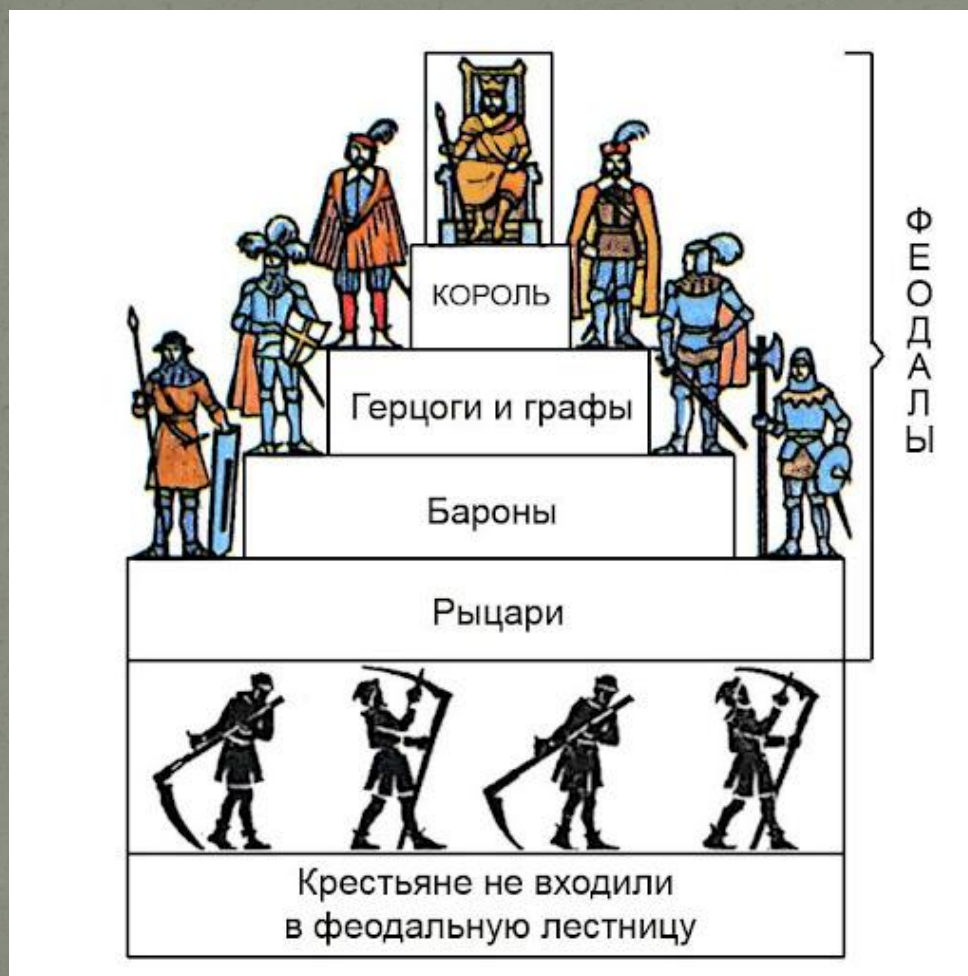 КОРОЛЬ
Герцоги и графы
Бароны
Рыцари
Крестьяне не входили
в феодальную лестницу
ФЕОДАЛЫ